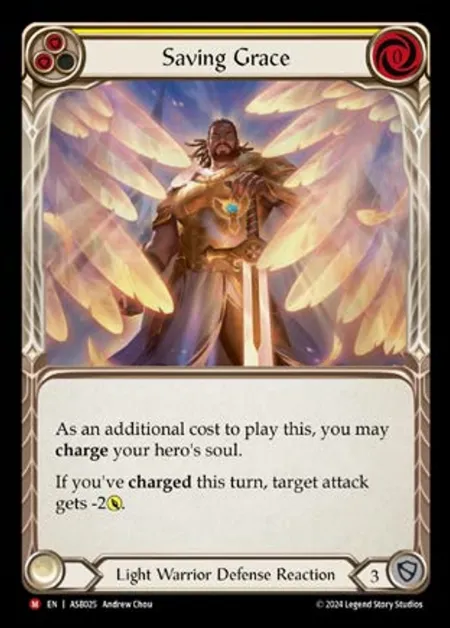 0
Saving Grace
As an additional cost to play this, you may
charge your hero's soul.
If you've charged this turn, target attack
gets -2
Light Warrior Defense Reaction
3
M EN | ASB025 Andrew Chou
© 2024 Legend Story Studios